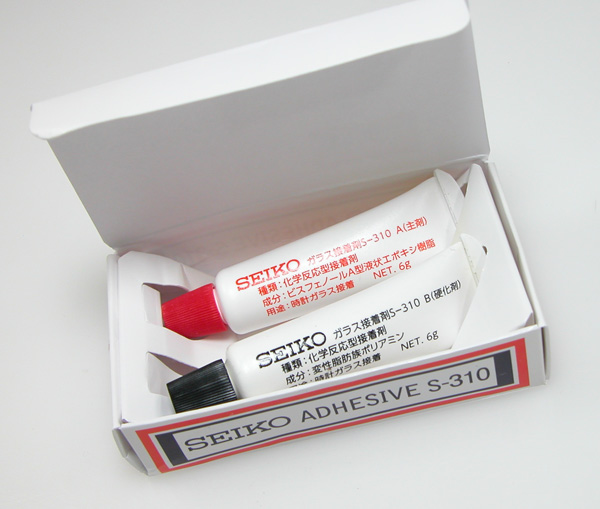 SEIKO ガラス接着剤S-310 A(主剤)
種類:化学反応型接着剤
成分:ビスフェノールA型液状エポキシ樹脂
用途:時計ガラス接着 NET. 6g
SEIKO ガラス接着剤S-310 B(硬化剤)
種類:化学反応型接着剤
成分:変性脂肪族ポリアミン
用途:時計ガラス接着 NET. 6g
SEIKO ADHESIVE S-310